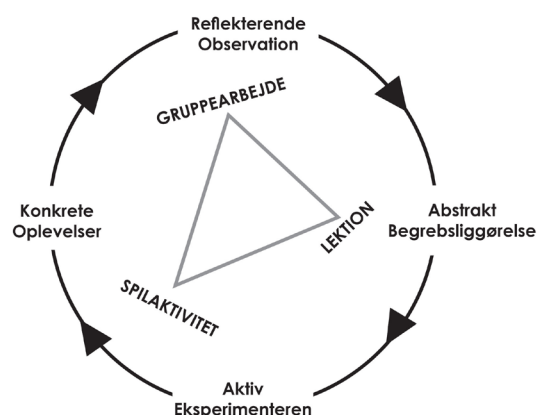 Reflekterende
Observation
GRUPPEARBEJDE
Konkrete
Oplevelser
Abstrakt
Begrebsliggørelse
LEKTION
SPILAKTIVITET
Aktiv
Eksperimenteren